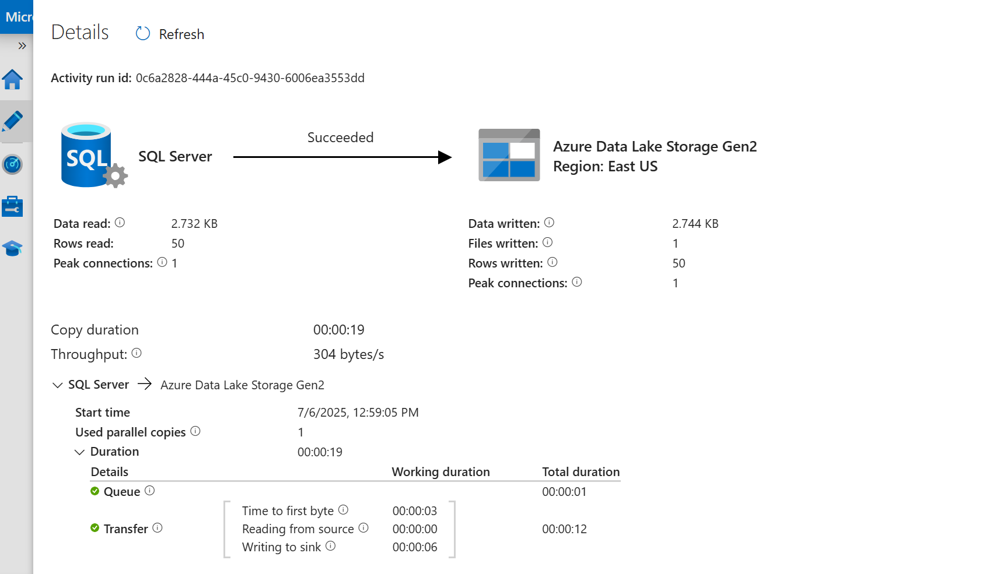 Micr
Details
Refresh
Activity run id: 0c6a2828-444a-45c0-9430-6006ea3553dd
SQL
SQL Server
Succeeded
Azure Data Lake Storage Gen2
Region: East US
Data read: 2.732 KB
Rows read: 50
Peak connections: 1
Data written: 2.744 KB
Files written: 1
Rows written: 50
Peak connections: 1
Copy duration 00:00:19
Throughput: 304 bytes/s
SQL Server → Azure Data Lake Storage Gen2
Start time 7/6/2025, 12:59:05 PM
Used parallel copies 1
Duration 00:00:19
Details Working duration Total duration
Queue 00:00:01
Time to first byte 00:00:03
Transfer Reading from source 00:00:00 00:00:12
Writing to sink 00:00:06